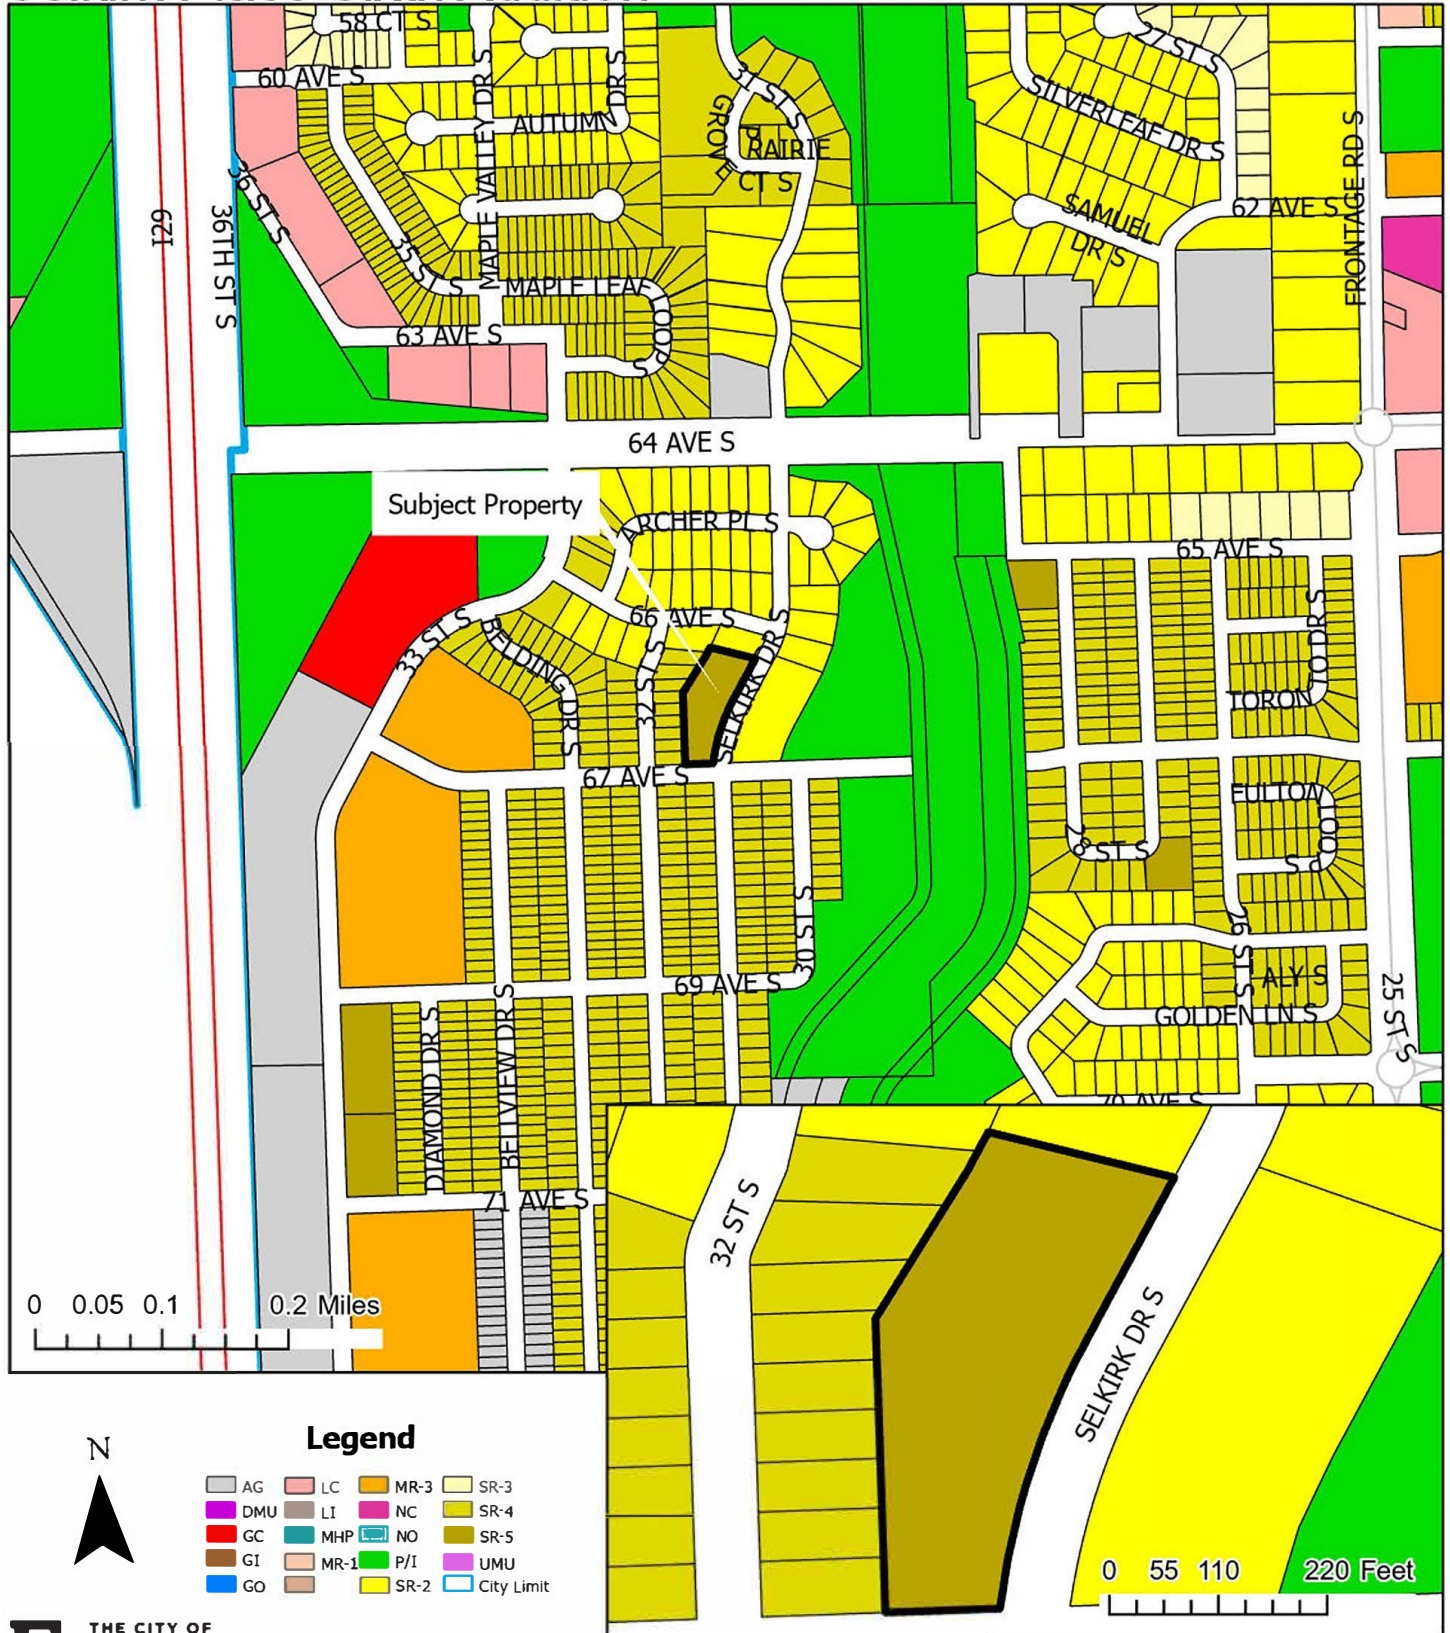 58 CT S
60 AVE S
27 ST S
31 ST S
SILVERLEAF DR S
AUTUMN
DR S
MAPLE VALLEY DR S
GROVE
PRAIRIE
CT S
36 ST S
I29
36TH ST S
62 AVE S
SAMUEL
DR S
FRONTAGE RD S
35 ST S
MAPLE LEAF
LOOP
S
63 AVE S
64 AVE S
Subject Property
ARCHER PL S
65 AVE S
66 AVE S
33 ST S
BELDING
DR S
32 ST S
SELKIRK DR S
TORONTO DR S
67 AVE S
FULTON
LOOP
S
28 ST S
30 ST S
26 ST S
69 AVE S
ALY S
GOLDEN LN S
25 ST S
DIAMOND DR S
BELLVIEW DR S
70 AVE S
71 AVE S
32 ST S
SELKIRK DR S
0 0.05 0.1 0.2 Miles
0 55 110 220 Feet
N
Legend
AG LC MR-3 SR-3
DMU LI NC SR-4
GC MHP NO SR-5
GI MR-1 P/I UMU
GO SR-2 City Limit
THE CITY OF